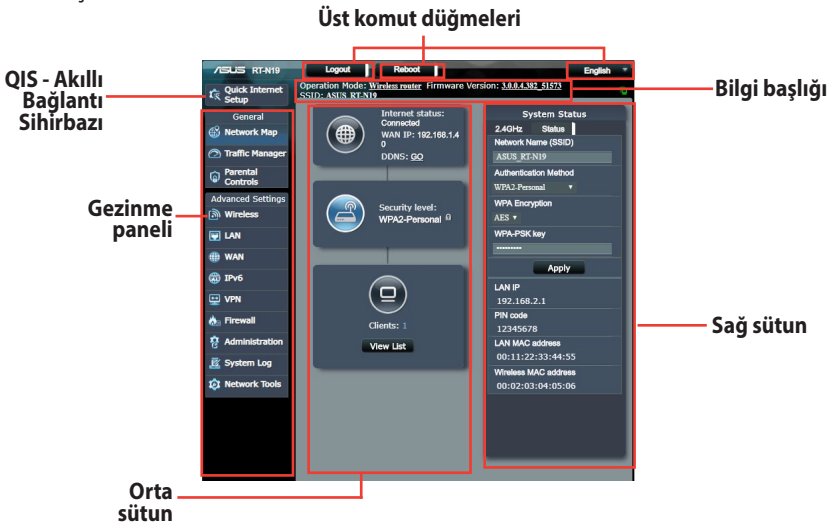 Üst komut düğmeleri
QIS - Akıllı
Bağlantı
Sihirbazı
Gezinme
paneli
Orta
sütun
Bilgi başlığı
Sağ sütun
ASUS RT-N19
Logout
Reboot
English
Quick Internet
Setup
Operation Mode: Wireless router Firmware Version: 3.0.0.4.382_51573
SSID: ASUS_RT-N19
General
Network Map
Traffic Manager
Parental
Controls
Advanced Settings
Wireless
LAN
WAN
IPv6
VPN
Firewall
Administration
System Log
Network Tools
Internet status:
Connected
WAN IP: 192.168.1.4
0
DDNS: GO
Security level:
WPA2-Personal
Clients: 1
View List
System Status
2.4GHz Status
Network Name (SSID)
ASUS_RT-N19
Authentication Method
WPA2-Personal
WPA Encryption
AES
WPA-PSK key
Apply
LAN IP
192.168.2.1
PIN code
12345678
LAN MAC address
00:11:22:33:44:55
Wireless MAC address
00:02:03:04:05:06